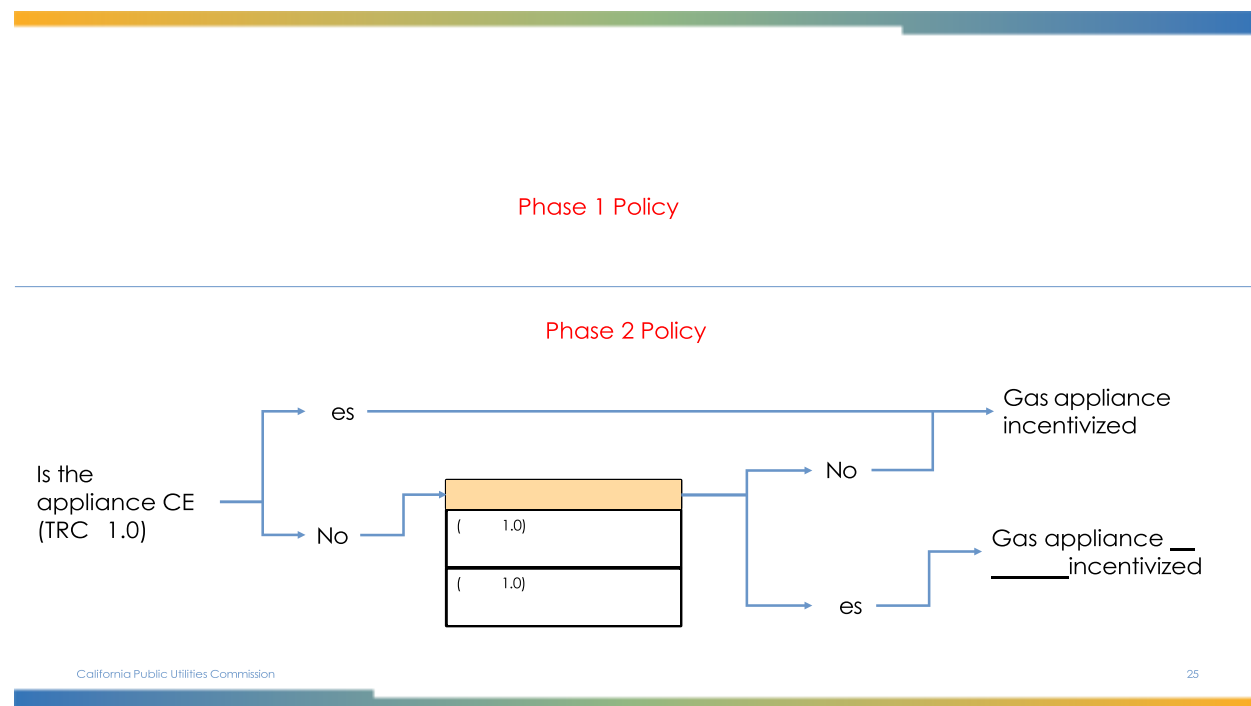 Phase 1 Policy
Phase 2 Policy
es
Gas appliance
incentivized
Is the
appliance CE
(TRC 1.0)
No
( 1.0)
( 1.0)
No
es
Gas appliance
incentivized
California Public Utilities Commission
25